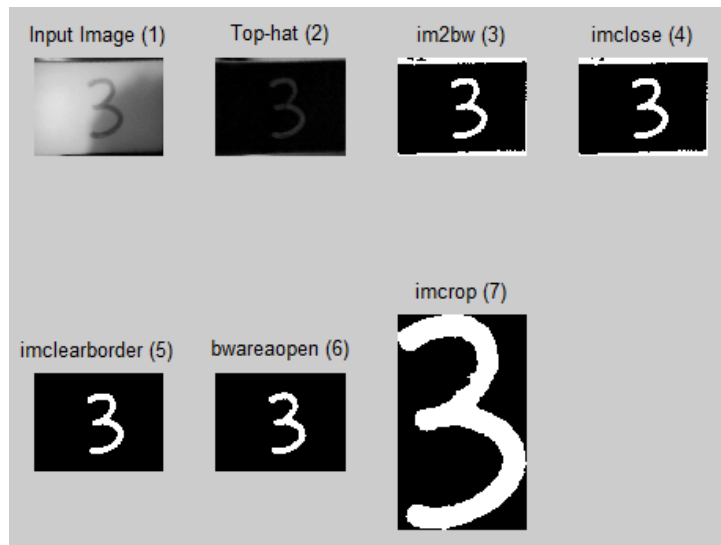 Input Image (1) Top-hat (2) im2bw (3) imclose (4)
3 3 3 3
imclearborder (5) bwareaopen (6) imcrop (7)
3 3 3